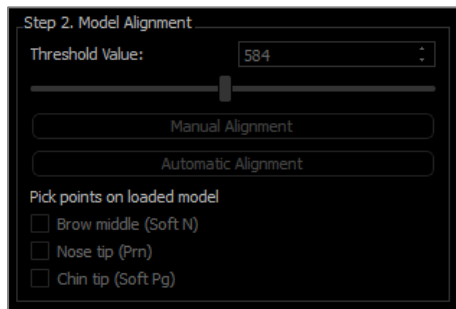 Step 2. Model Alignment
Threshold Value: 584
Manual Alignment
Automatic Alignment
Pick points on loaded model
Brow middle (Soft N)
Nose tip (Prn)
Chin tip (Soft Pg)